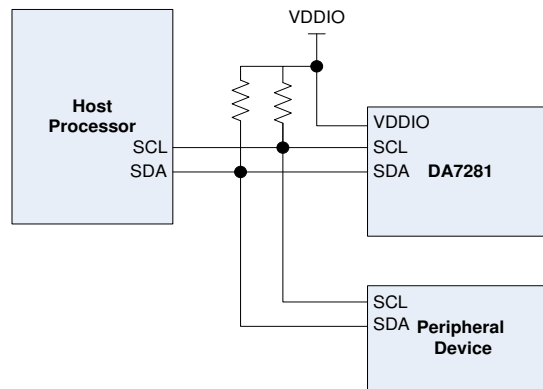 VDDIO
Host
Processor
SCL
SDA
VDDIO
SCL
SDA
DA7281
SCL
SDA
Peripheral
Device